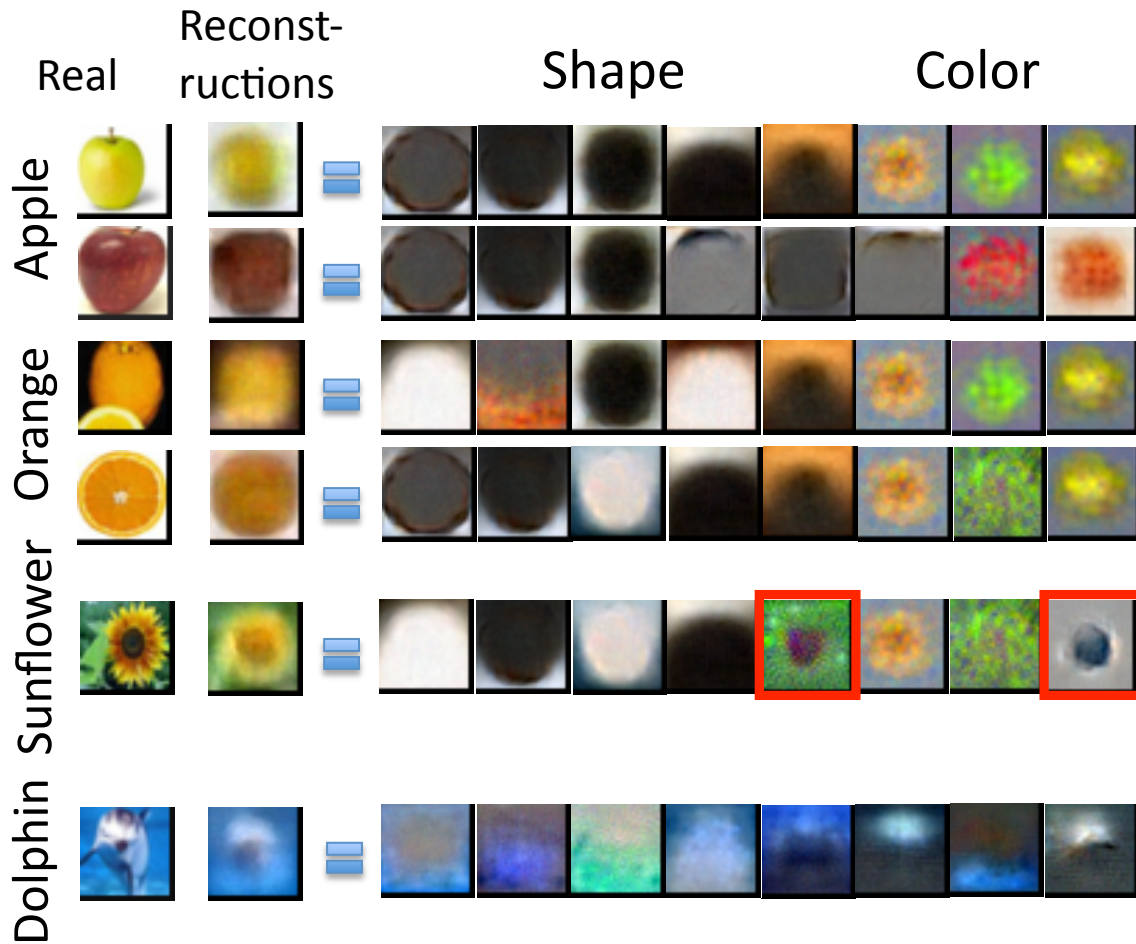 Real
Reconst-
ructions
Shape
Color
Apple
Orange
Sunflower
Dolphin